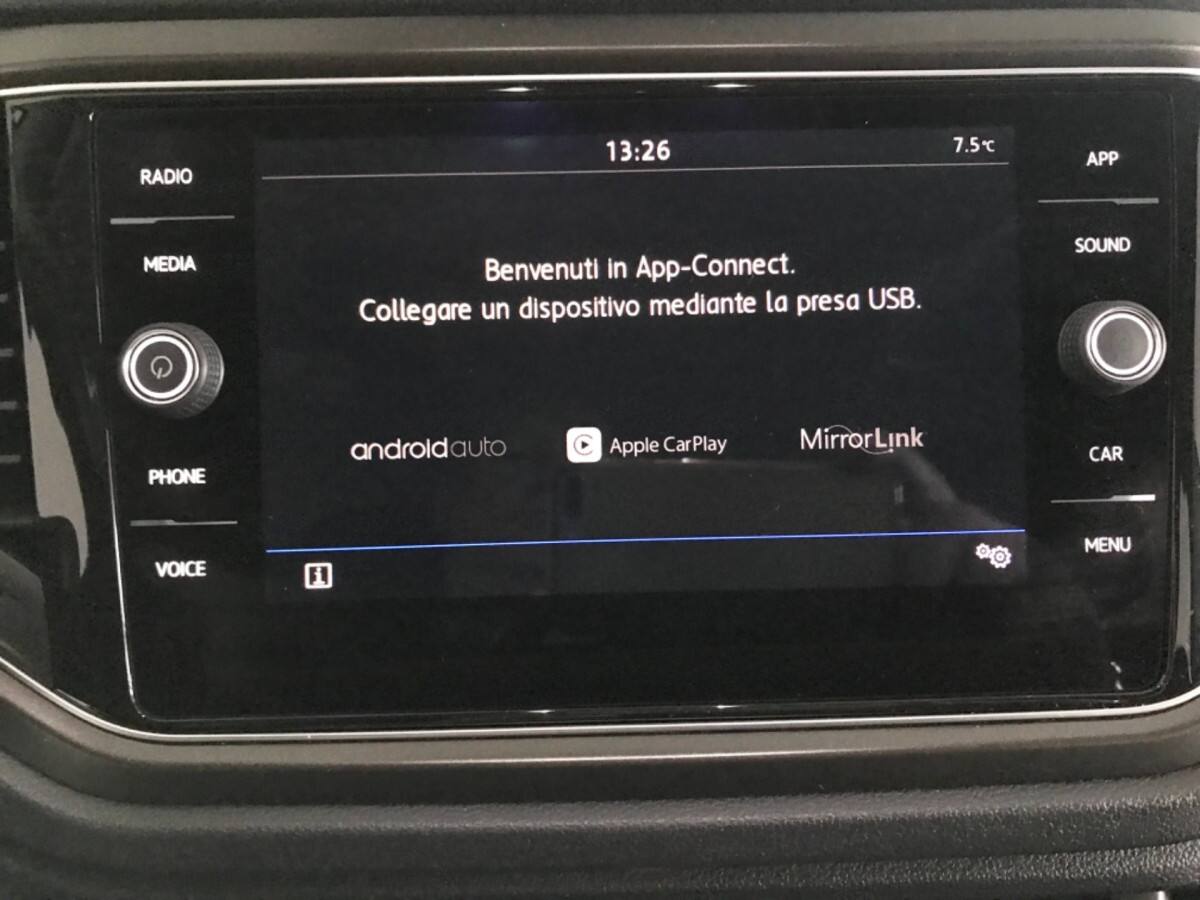 RADIO
MEDIA
PHONE
VOICE
13:26
7.5°C
Benvenuti in App-Connect.
Collegare un dispositivo mediante la presa USB.
androidauto
Apple CarPlay
MirrorLink
i
APP
SOUND
CAR
MENU